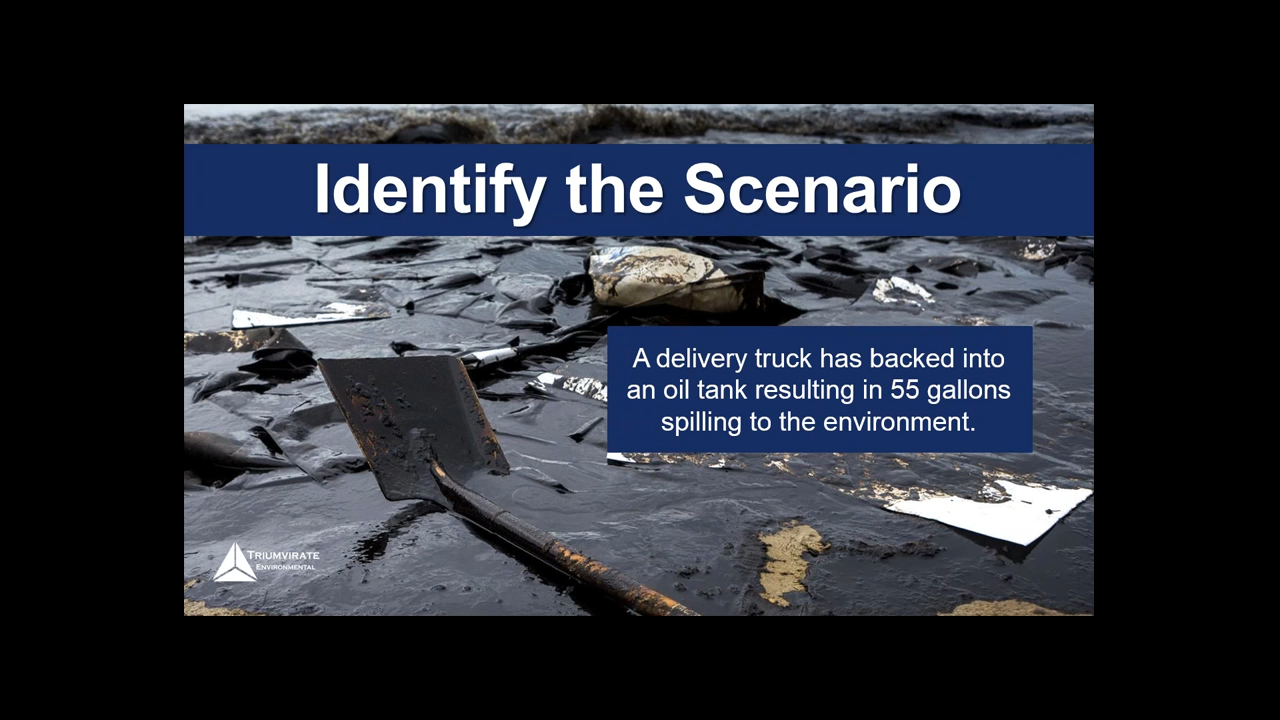 Identify the Scenario
A delivery truck has backed into
an oil tank resulting in 55 gallons
spilling to the environment.
TRIUMVIRATE
ENVIRONMENTAL